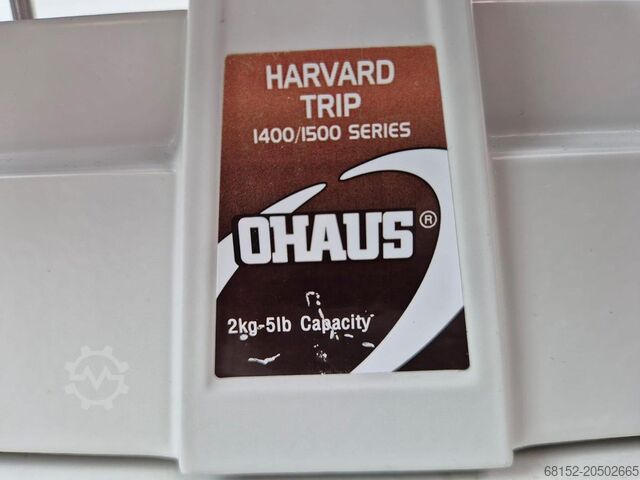 HARVARD
TRIP
1400/1500 SERIES
OHAUS®
2kg-5lb Capacity
68152-20502665